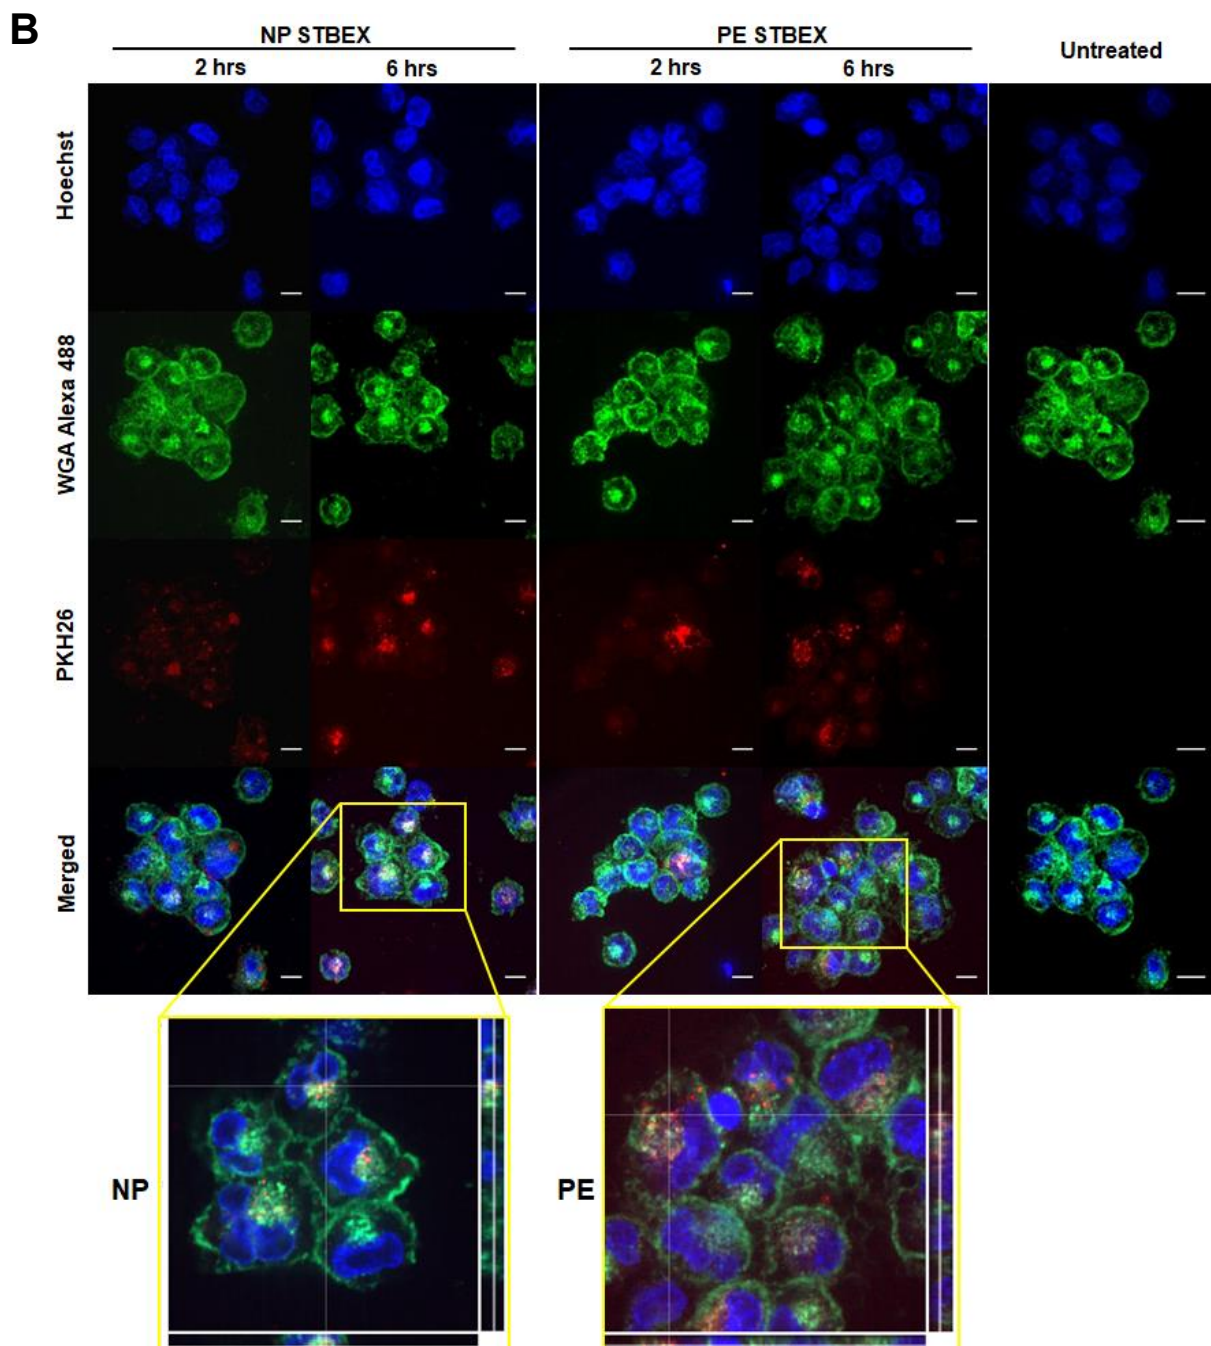 B
NP STBEX
PE STBEX
Untreated
2 hrs
6 hrs
2 hrs
6 hrs
Hoechst
WGA Alexa 488
PKH26
Merged
NP
PE